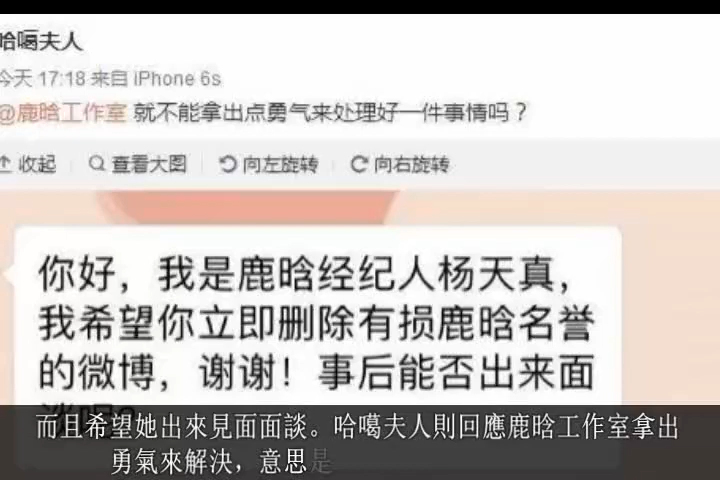 哈噶夫人
今天 17:18 来自 iPhone 6s
@鹿晗工作室 就不能拿出点勇气来处理好一件事情吗？
收起 查看大图 向左旋转 向右旋转
你好，我是鹿晗经纪人杨天真，
我希望你立即删除有损鹿晗名誉
的微博，谢谢！事后能否出来面
而且希望她出來見面面談。哈噶夫人則回應鹿晗工作室拿出
勇氣來解決，意思是